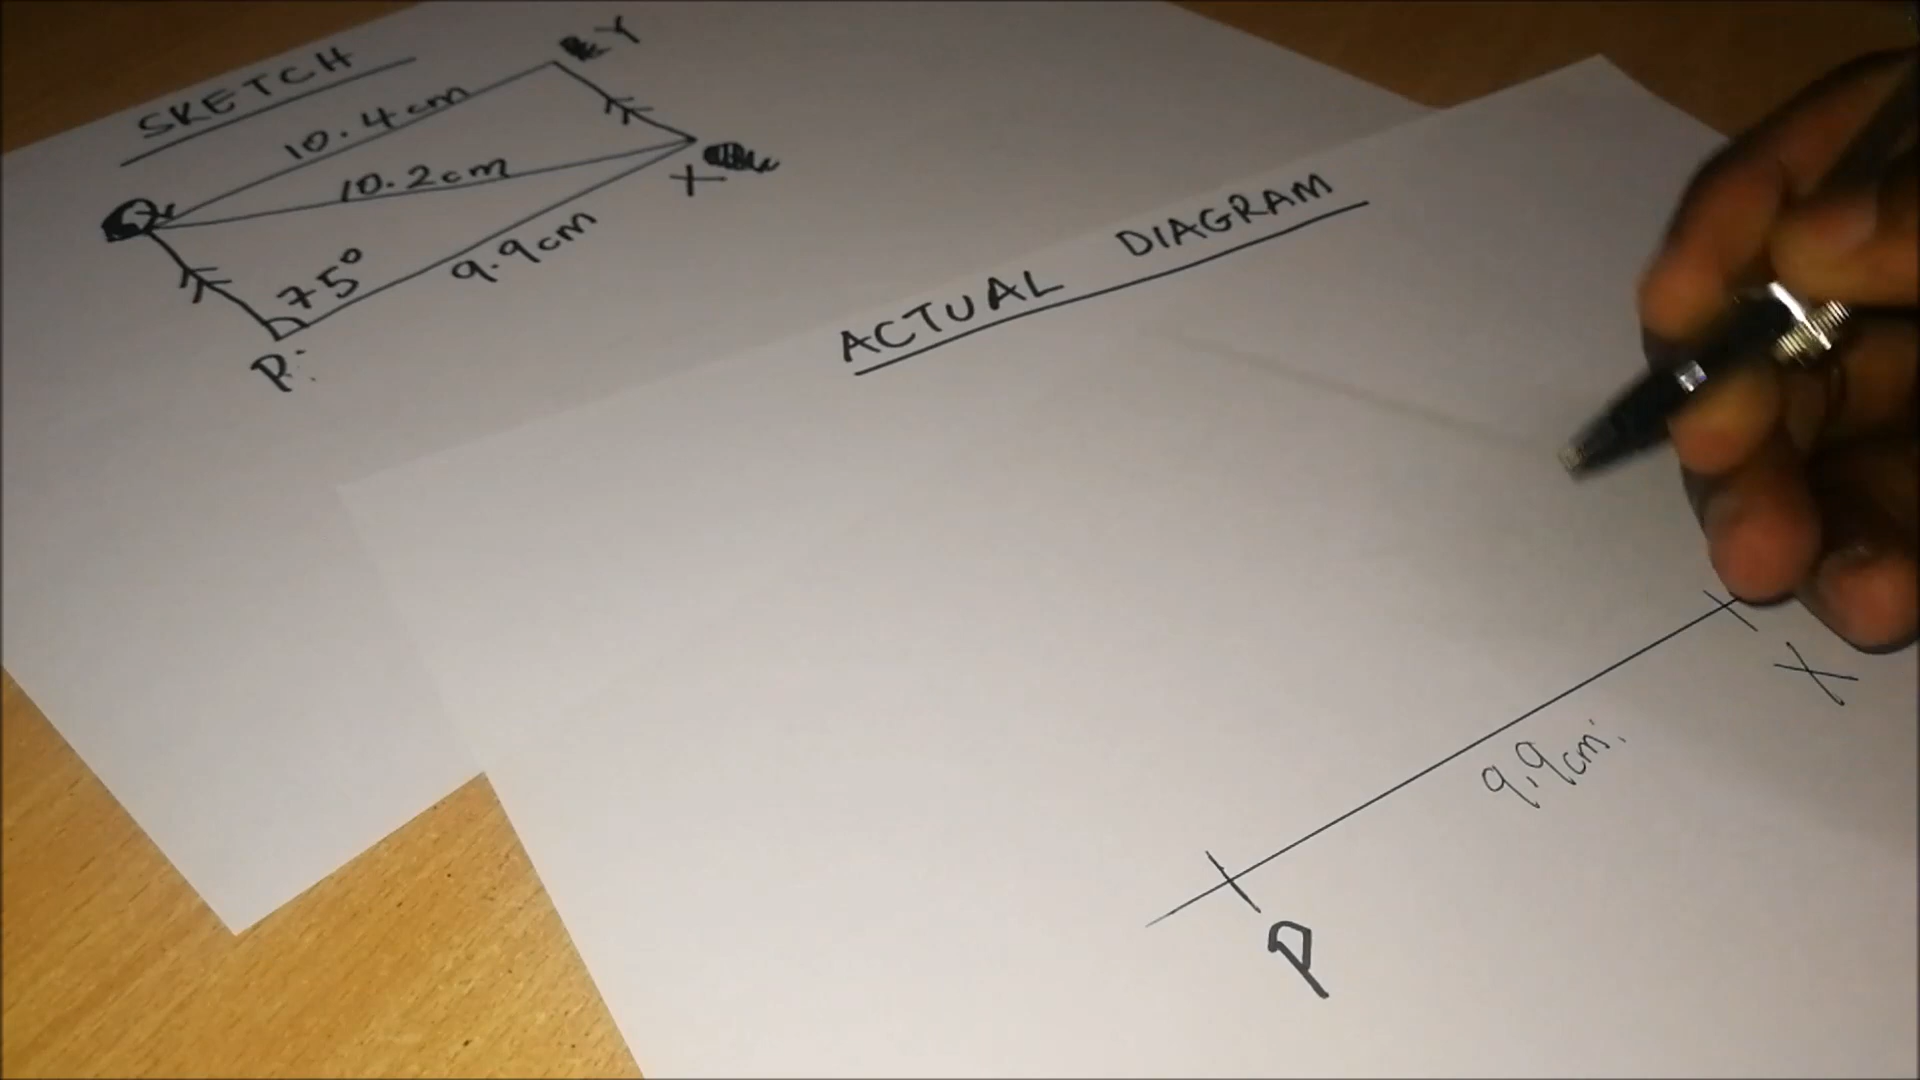 SKETCH
Y
10.4cm
10.2cm
X
Q
75°
9.9cm
P
ACTUAL DIAGRAM
X
9.9cm
P